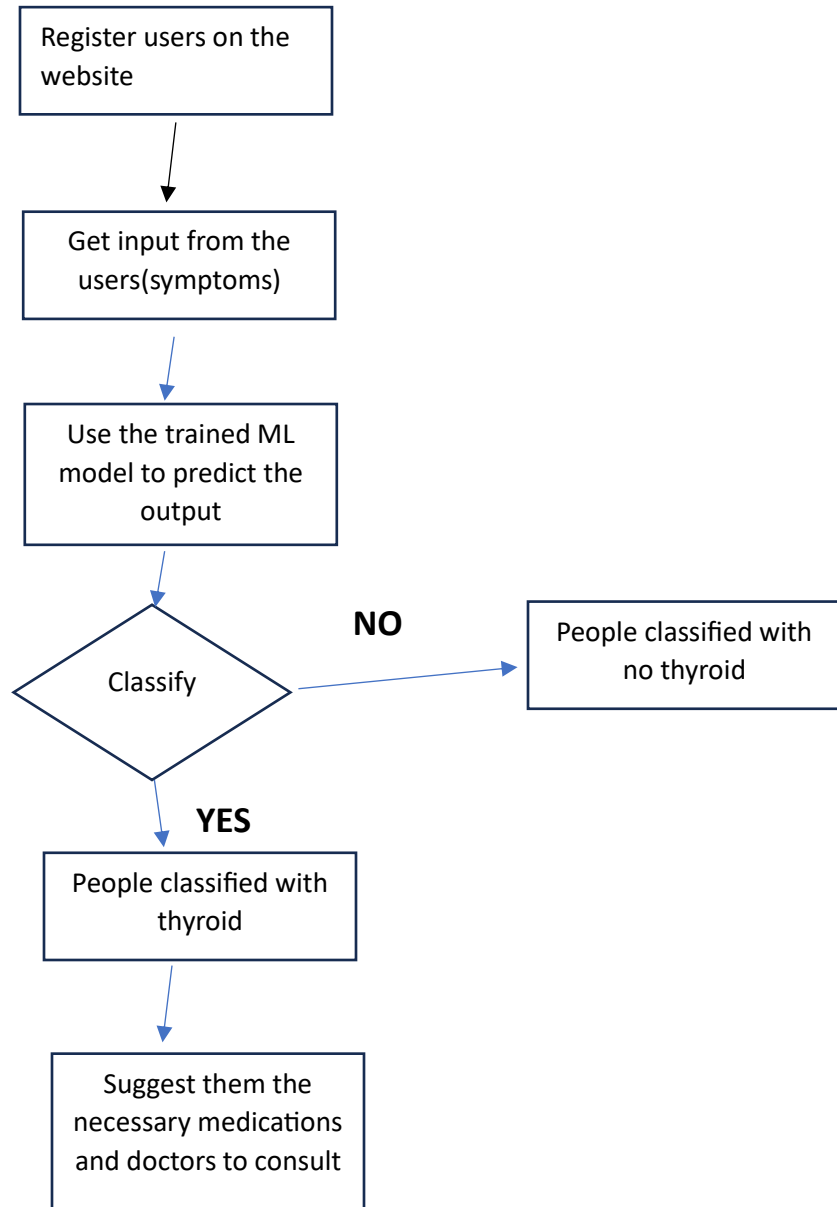 Register users on the
website
Get input from the
users(symptoms)
Use the trained ML
model to predict the
output
Classify
NO
People classified with
no thyroid
YES
People classified with
thyroid
Suggest them the
necessary medications
and doctors to consult